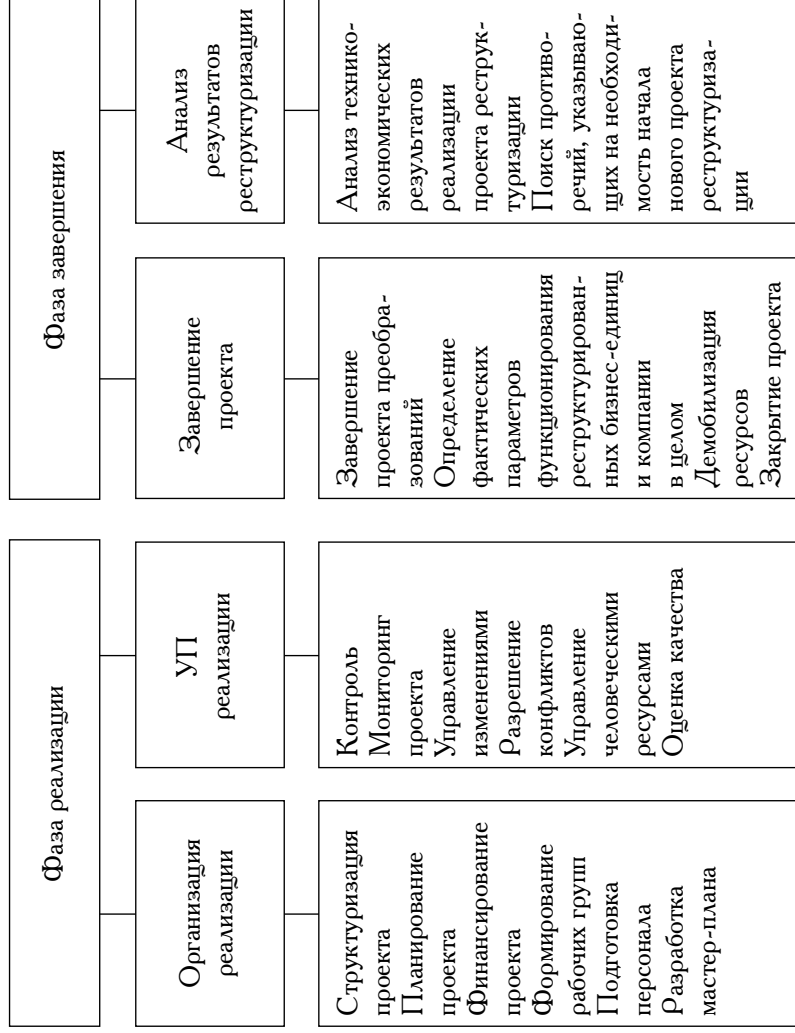 Фаза реализации
Организация
реализации
Структуризация
проекта
Планирование
проекта
Финансирование
проекта
Формирование
рабочих групп
Подготовка
персонала
Разработка
мастер-плана
УП
реализации
Контроль
Мониторинг
проекта
Управление
изменениями
Разрешение
конфликтов
Управление
человеческими
ресурсами
Оценка качества
Фаза завершения
Завершение
проекта
Завершение
проекта преобра-
зований
Определение
фактических
параметров
функционирования
реструктурирован-
ных бизнес-единиц
и компании
в целом
Демобилизация
ресурсов
Закрытие проекта
Анализ
результатов
реструктуризации
Анализ технико-
экономических
результатов
реализации
проекта реструк-
туризации
Поиск противо-
речий, указываю-
щих на необходи-
мость начала
нового проекта
реструктуриза-
ции